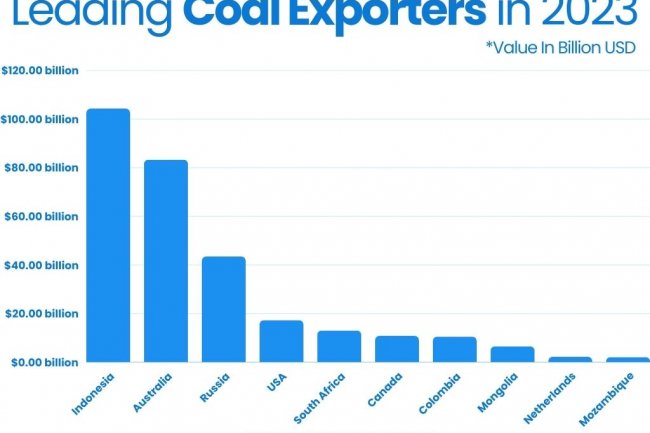 Leading Coal Exporters in 2023
*Value In Billion USD
$120.00 billion
$100.00 billion
$80.00 billion
$60.00 billion
$40.00 billion
$20.00 billion
$0.00 billion
Indonesia
Australia
Russia
USA
South Africa
Canada
Colombia
Mongolia
Netherlands
Mozambique